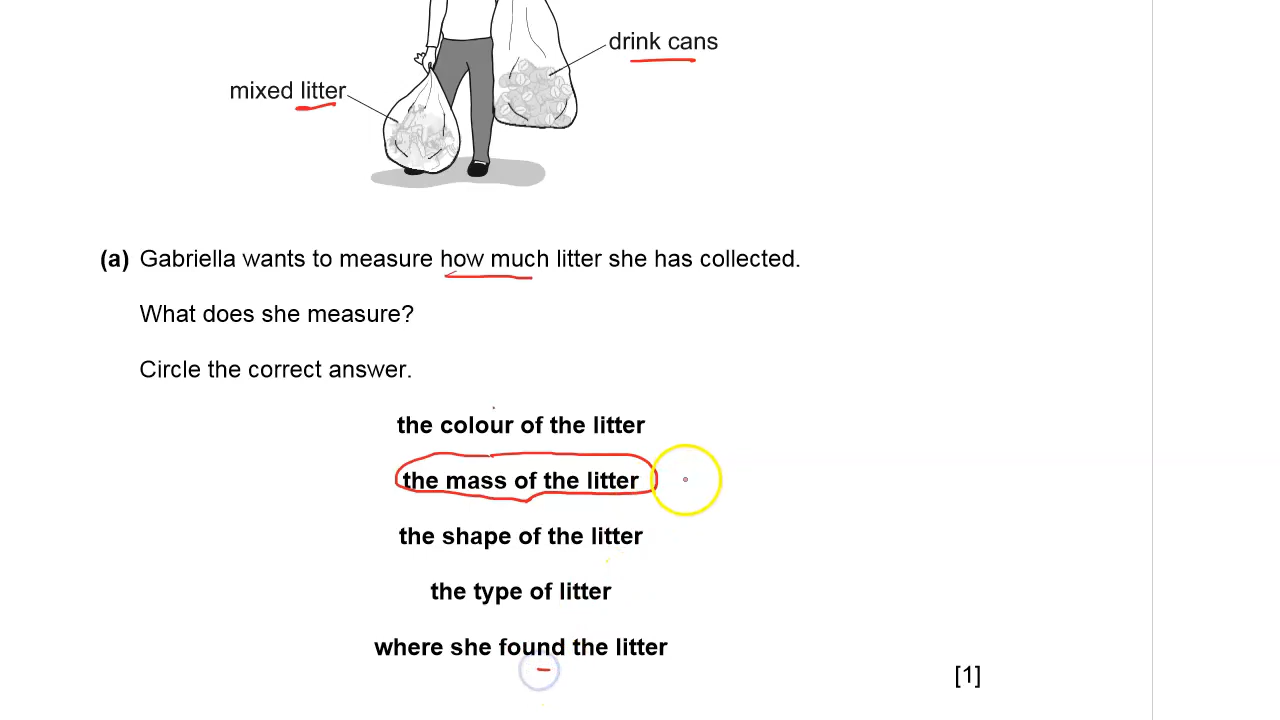 drink cans
mixed litter
(a) Gabriella wants to measure how much litter she has collected.
What does she measure?
Circle the correct answer.
the colour of the litter
the mass of the litter
the shape of the litter
the type of litter
where she found the litter
[1]